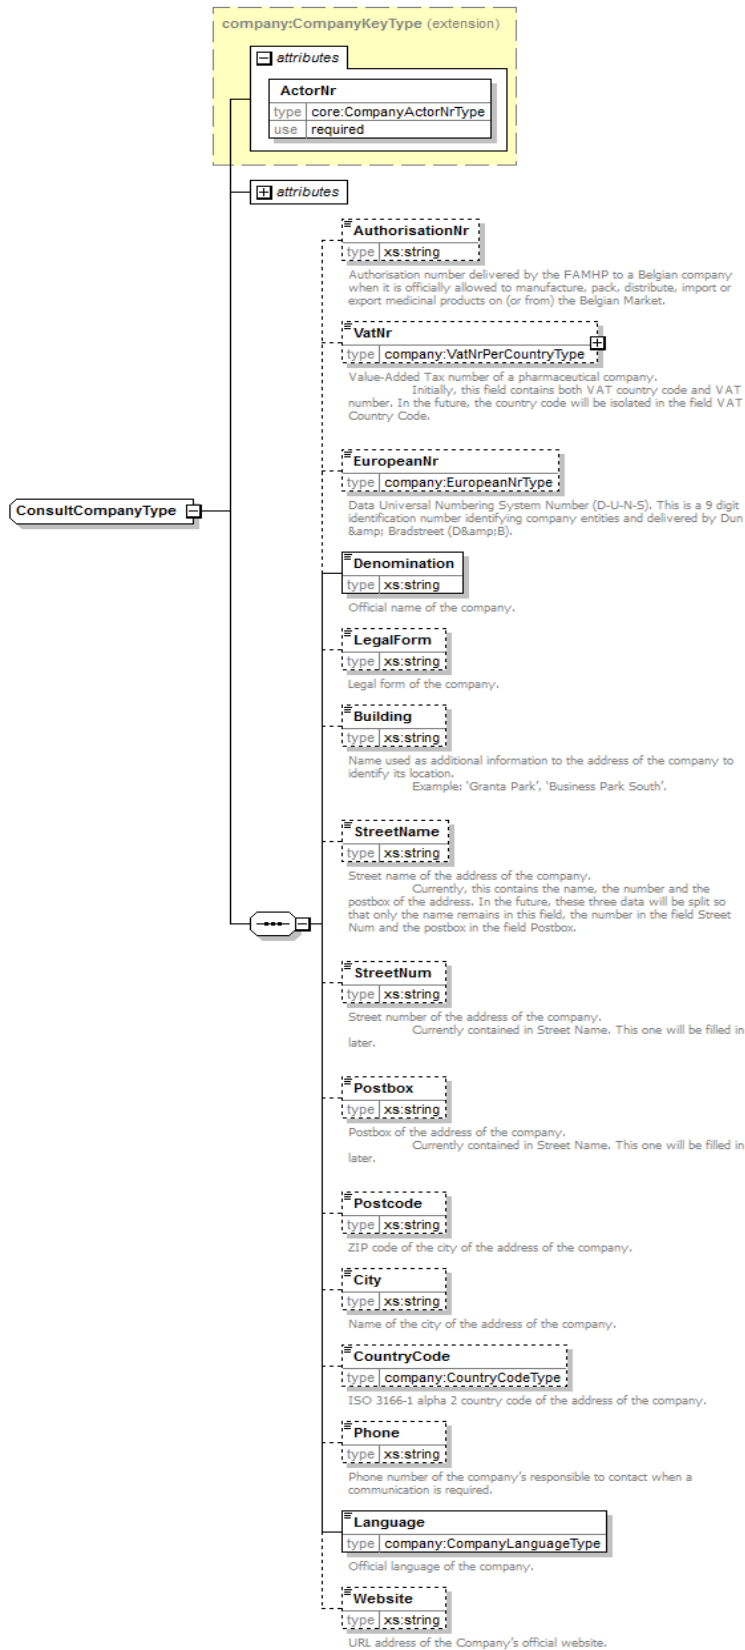 company:CompanyKeyType (extension)
attributes
ActorNr
type core:CompanyActorNrType
use required
attributes
AuthorisationNr
type xs:string
Authorisation number delivered by the FAMHP to a Belgian company
when it is officially allowed to manufacture, pack, distribute, import or
export medicinal products on (or from) the Belgian Market.
VatNr
type company:VatNrPerCountryType
Value-Added Tax number of a pharmaceutical company.
Initially, this field contains both VAT country code and VAT
number. In the future, the country code will be isolated in the field VAT
Country Code.
EuropeanNr
type company:EuropeanNrType
Data Universal Numbering System Number (D-U-N-S). This is a 9 digit
identification number identifying company entities and delivered by Dun
&amp; Bradstreet (D&amp;B).
ConsultCompanyType
Denomination
type xs:string
Official name of the company.
LegalForm
type xs:string
Legal form of the company.
Building
type xs:string
Name used as additional information to the address of the company to
identify its location.
Example: ‘Granta Park’, ‘Business Park South’.
StreetName
type xs:string
Street name of the address of the company.
Currently, this contains the name, the number and the
postbox of the address. In the future, these three data will be split so
that only the name remains in this field, the number in the field Street
Num and the postbox in the field Postbox.
StreetNum
type xs:string
Street number of the address of the company.
Currently contained in Street Name. This one will be filled in
later.
Postbox
type xs:string
Postbox of the address of the company.
Currently contained in Street Name. This one will be filled in
later.
Postcode
type xs:string
ZIP code of the city of the address of the company.
City
type xs:string
Name of the city of the address of the company.
CountryCode
type company:CountryCodeType
ISO 3166-1 alpha 2 country code of the address of the company.
Phone
type xs:string
Phone number of the company’s responsible to contact when a
communication is required.
Language
type company:CompanyLanguageType
Official language of the company.
Website
type xs:string
URL address of the Company’s official website.